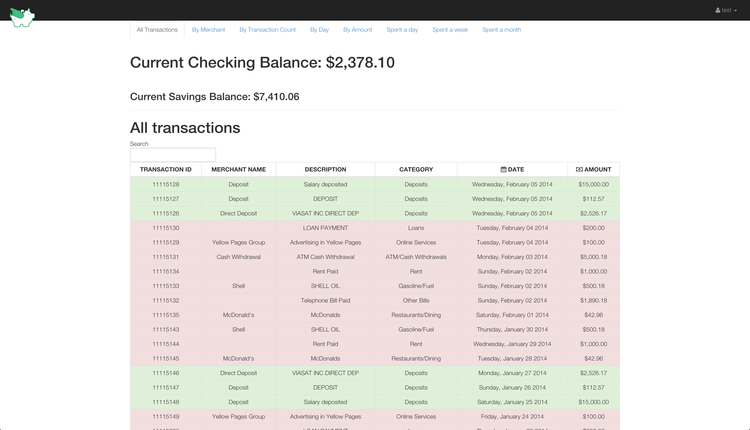 test
All Transactions By Merchant By Transaction Count By Day By Amount Spent a day Spent a week Spent a month
Current Checking Balance: $2,378.10
Current Savings Balance: $7,410.06
All transactions
Search
TRANSACTION ID MERCHANT NAME DESCRIPTION CATEGORY DATE AMOUNT
11115128 Deposit Salary deposited Deposits Wednesday, February 05 2014 $15,000.00
11115127 Deposit DEPOSIT Deposits Wednesday, February 05 2014 $112.57
11115126 Direct Deposit VIASAT INC DIRECT DEP Deposits Wednesday, February 05 2014 $2,526.17
11115130 LOAN PAYMENT Loans Tuesday, February 04 2014 $200.00
11115129 Yellow Pages Group Advertising in Yellow Pages Online Services Tuesday, February 04 2014 $100.00
11115131 Cash Withdrawal ATM Cash Withdrawal ATM/Cash Withdrawals Monday, February 03 2014 $5,000.18
11115134 Rent Paid Rent Sunday, February 02 2014 $1,000.00
11115133 Shell SHELL OIL Gasoline/Fuel Sunday, February 02 2014 $500.18
11115132 Telephone Bill Paid Other Bills Sunday, February 02 2014 $1,890.18
11115135 McDonald's McDonalds Restaurants/Dining Saturday, February 01 2014 $42.96
11115143 Shell SHELL OIL Gasoline/Fuel Thursday, January 30 2014 $500.18
11115144 Rent Paid Rent Wednesday, January 29 2014 $1,000.00
11115145 McDonald's McDonalds Restaurants/Dining Tuesday, January 28 2014 $42.96
11115146 Direct Deposit VIASAT INC DIRECT DEP Deposits Monday, January 27 2014 $2,526.17
11115147 Deposit DEPOSIT Deposits Sunday, January 26 2014 $112.57
11115148 Deposit Salary deposited Deposits Saturday, January 25 2014 $15,000.00
11115149 Yellow Pages Group Advertising in Yellow Pages Online Services Friday, January 24 2014 $100.00